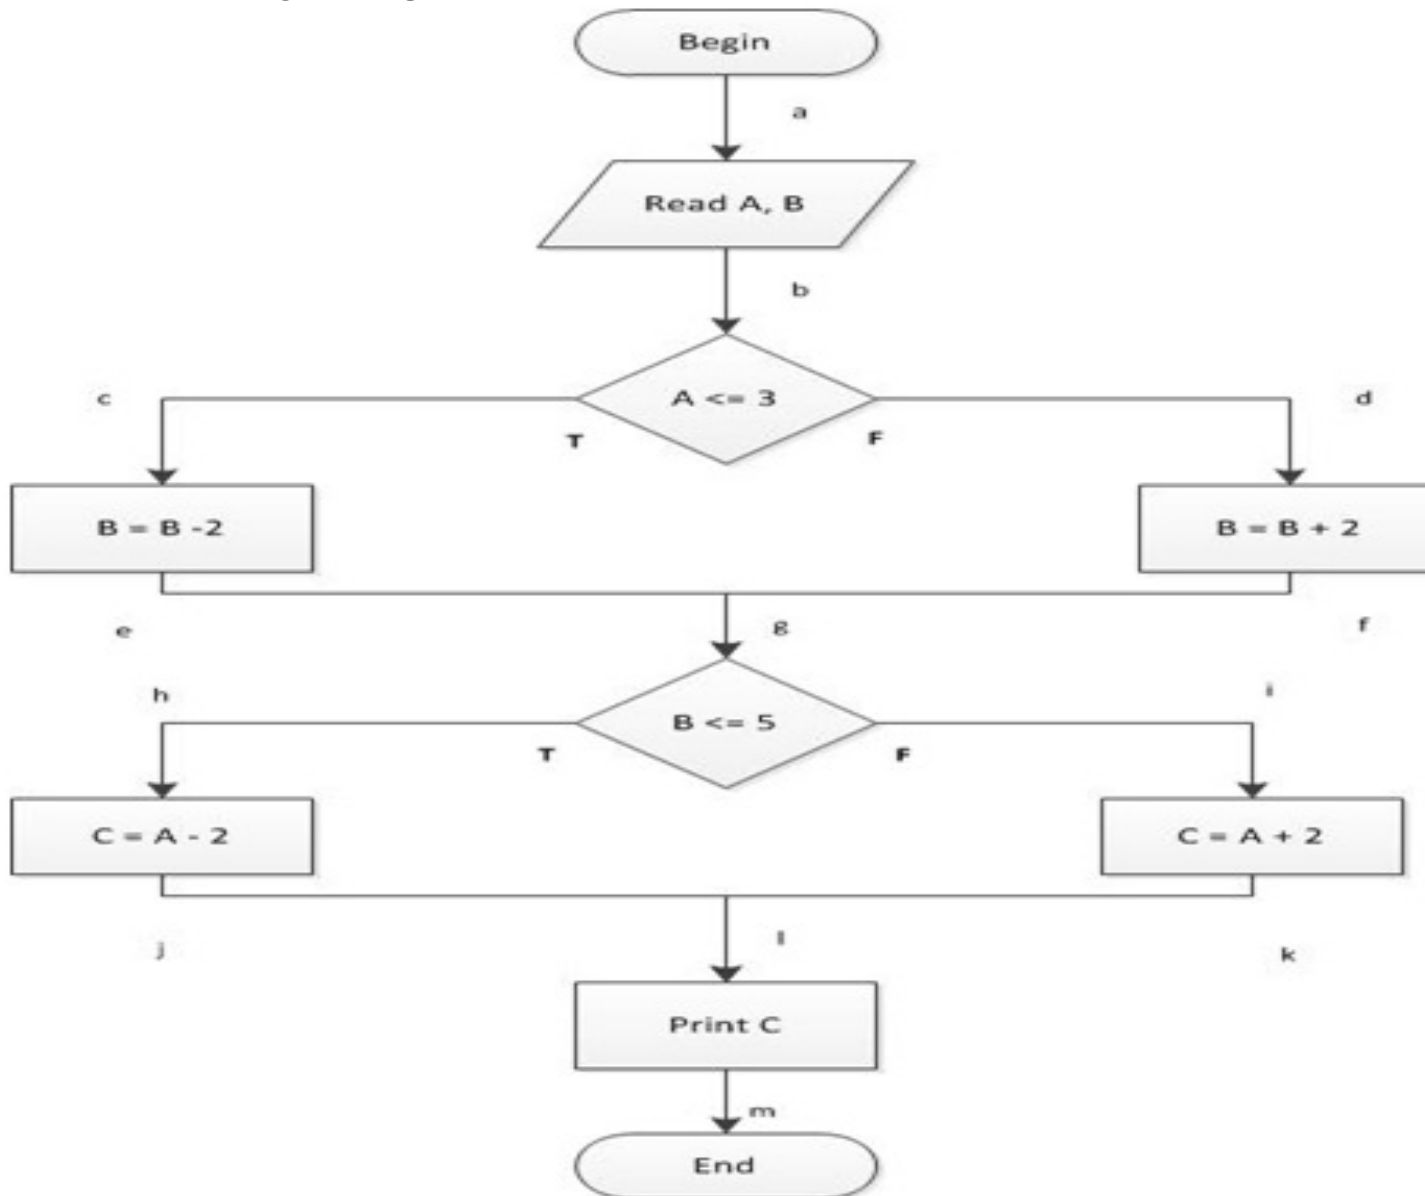 Begin
a
Read A, B
b
c
A <= 3
d
T
F
B = B -2
B = B + 2
e
g
f
h
i
B <= 5
T
F
C = A - 2
C = A + 2
j
l
k
Print C
m
End